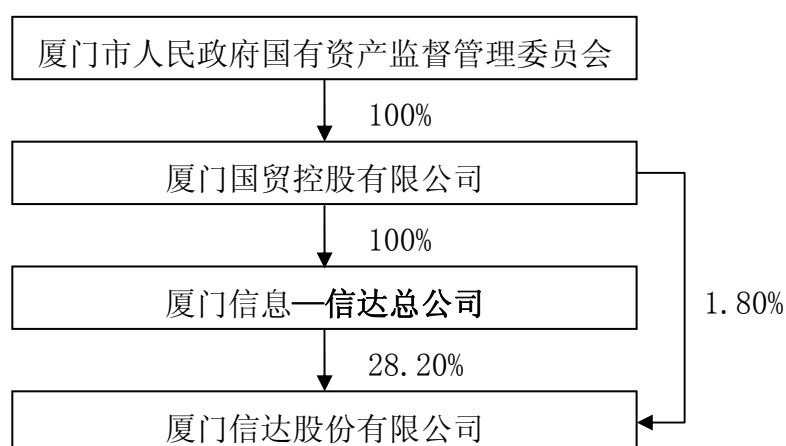 厦门市人民政府国有资产监督管理委员会
100%
厦门国贸控股有限公司
100%
厦门信息—信达总公司
1.80%
28.20%
厦门信达股份有限公司